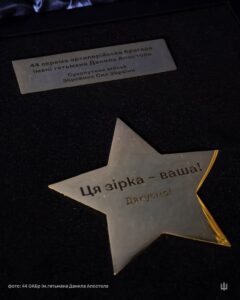 44 окрема артилерійська бригада
імені гетьмана Данила Апостола
Сухопутних військ
Збройних Сил України
Ця зірка – ваша!
Дякуємо!
фото: 44 ОАБр ім.гетьмана Данила Апостола